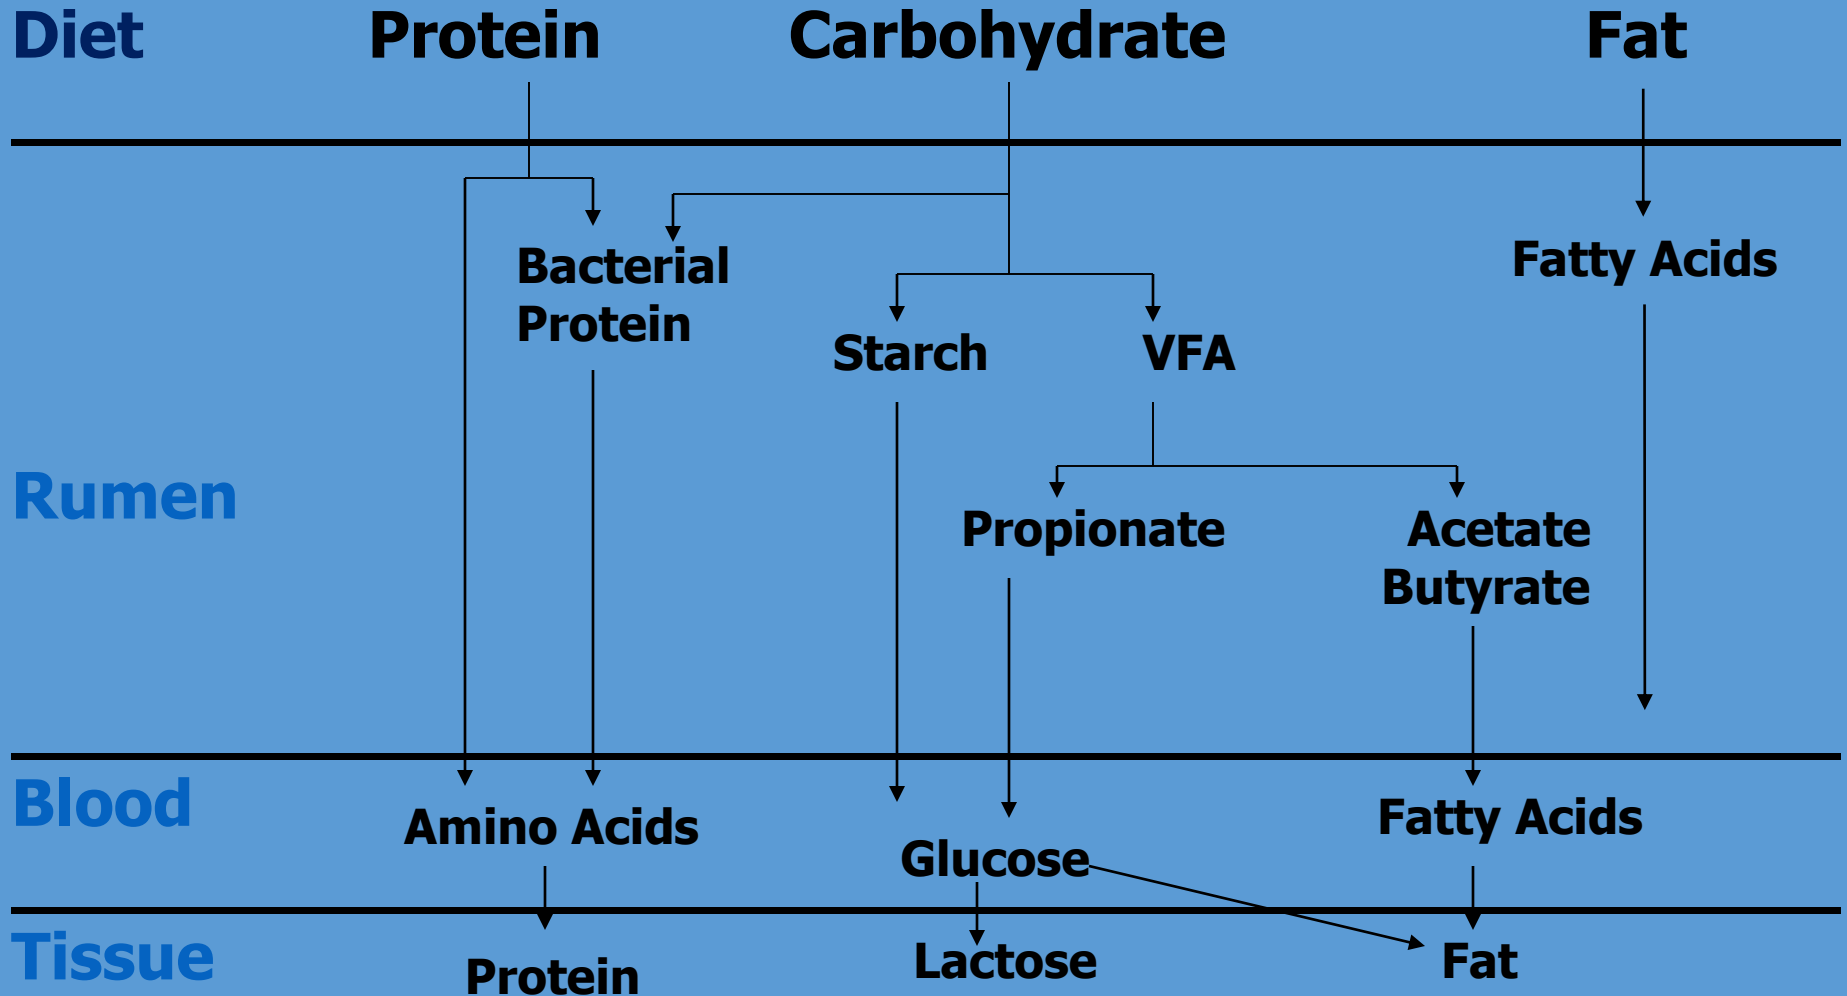 Diet
Protein
Carbohydrate
Fat
Bacterial
Protein
Fatty Acids
Starch
VFA
Rumen
Propionate
Acetate
Butyrate
Blood
Amino Acids
Glucose
Fatty Acids
Tissue
Protein
Lactose
Fat